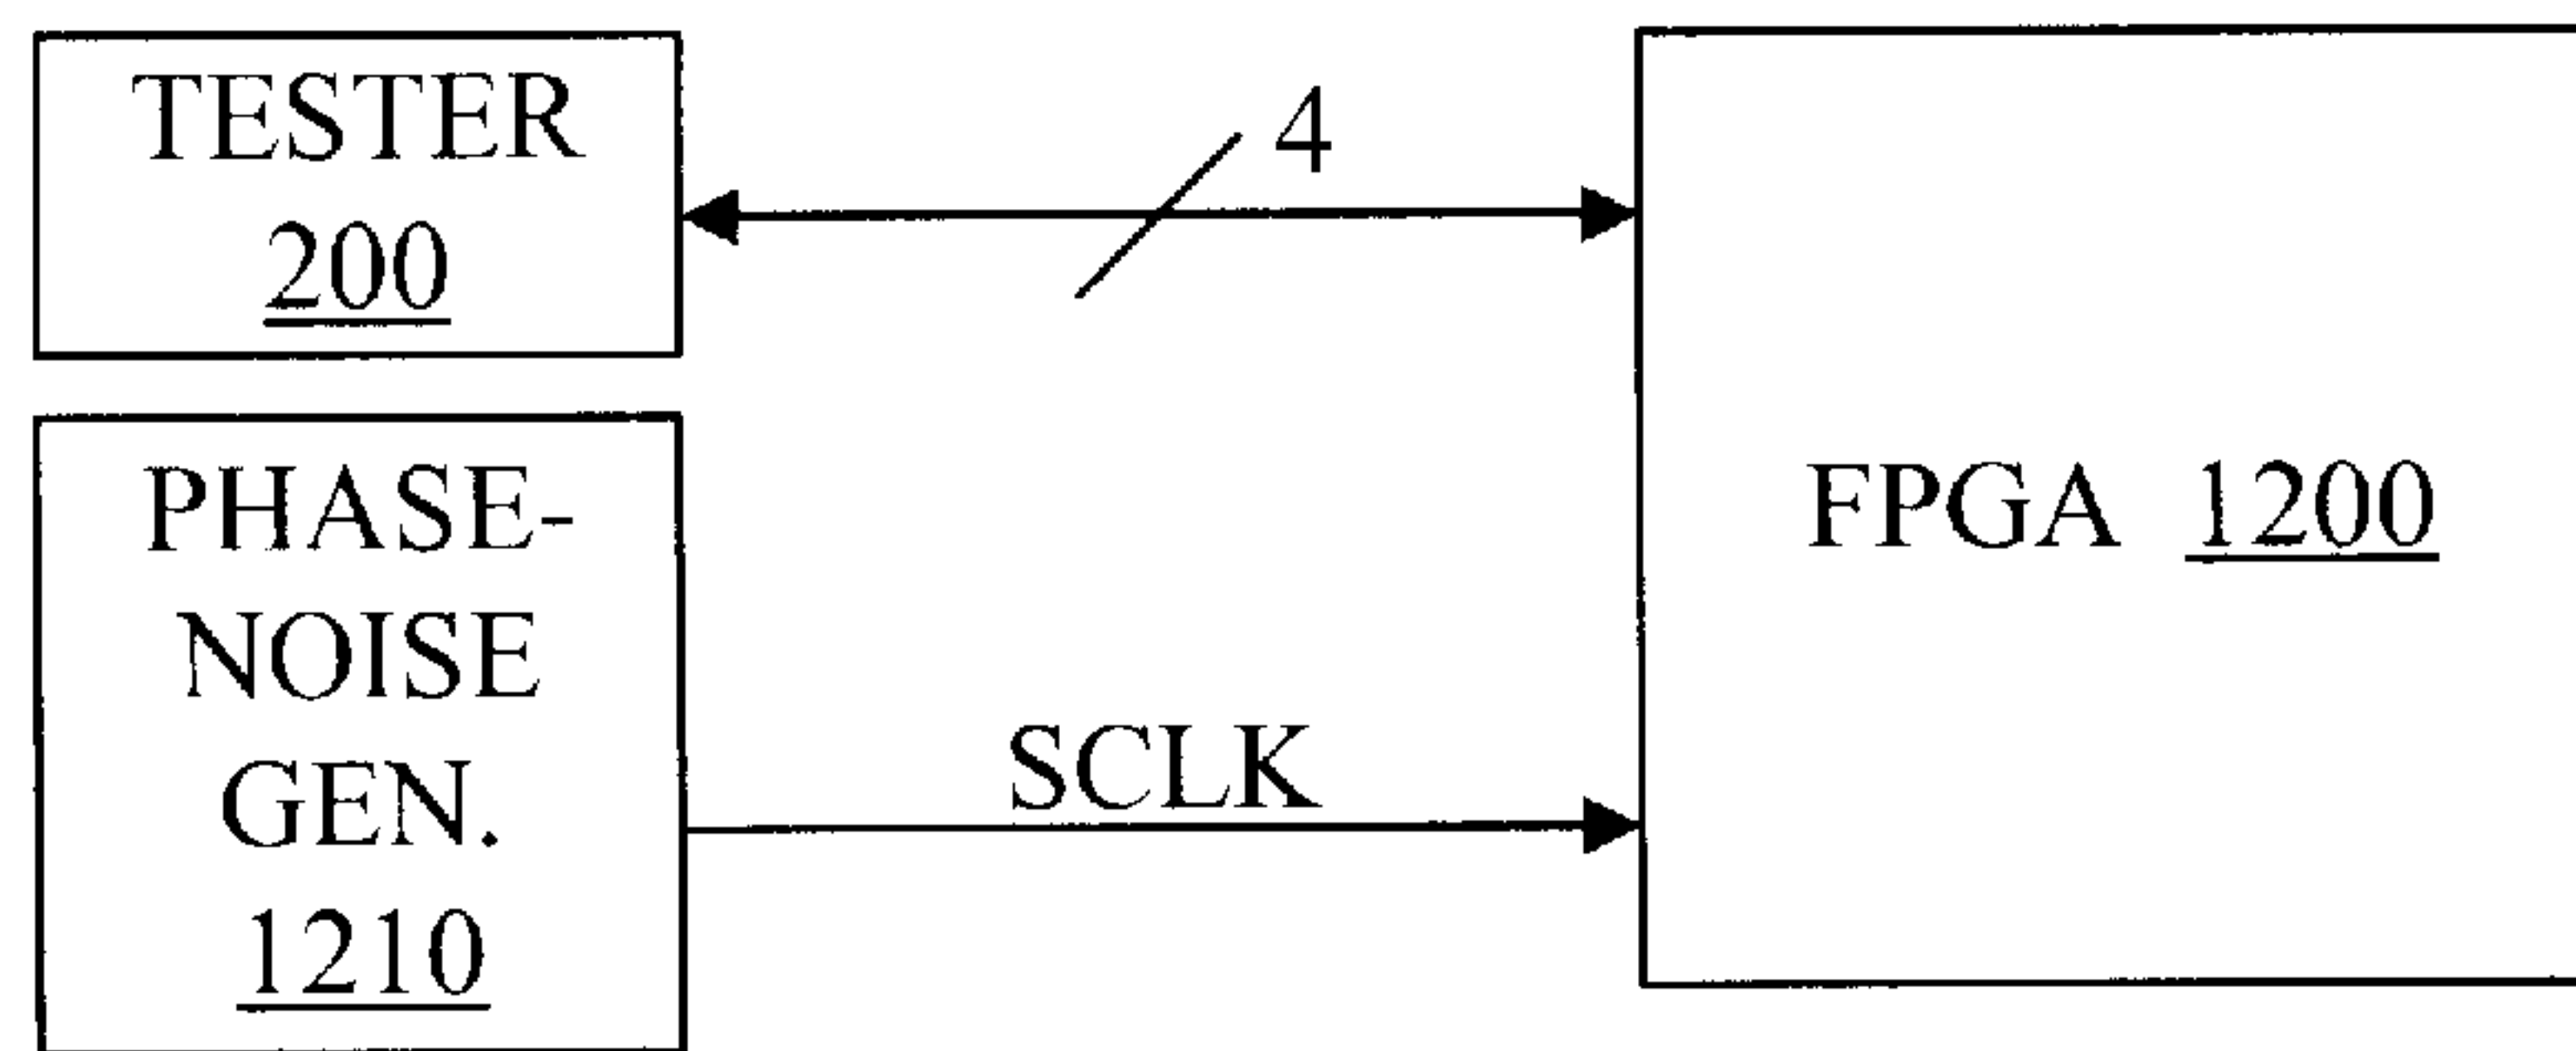 TESTER
200
4
PHASE-
NOISE
GEN.
1210
SCLK
FPGA 1200